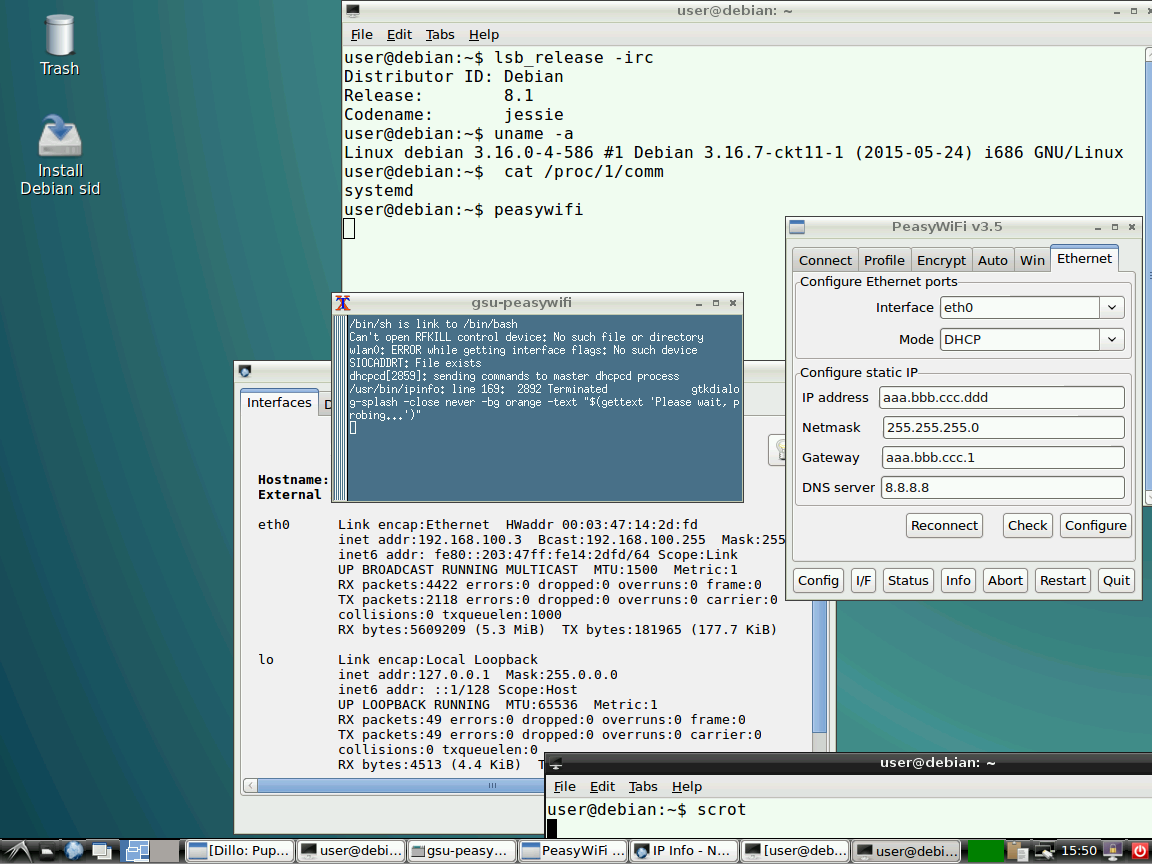 Trash
Install
Debian sid
user@debian: ~
File Edit Tabs Help
user@debian:~$ lsb_release -irc
Distributor ID: Debian
Release:        8.1
Codename:       jessie
user@debian:~$ uname -a
Linux debian 3.16.0-4-586 #1 Debian 3.16.7-ckt11-1 (2015-05-24) i686 GNU/Linux
user@debian:~$  cat /proc/1/comm
systemd
user@debian:~$ peasywifi
gsu-peasywifi
/bin/sh is link to /bin/bash
Can't open RFKILL control device: No such file or directory
wlan0: ERROR while getting interface flags: No such device
SIOCADDRT: File exists
dhcpcd[2859]: sending commands to master dhcpcd process
/usr/bin/ipinfo: line 169:  2892 Terminated              gtkdialo
g-splash -close never -bg orange -text "$(gettext 'Please wait, p
robing...')"
PeasyWiFi v3.5
Connect Profile Encrypt Auto Win Ethernet
Configure Ethernet ports
Interface eth0
Mode DHCP
Configure static IP
IP address aaa.bbb.ccc.ddd
Netmask 255.255.255.0
Gateway aaa.bbb.ccc.1
DNS server 8.8.8.8
Reconnect Check Configure
Config I/F Status Info Abort Restart Quit
Interfaces D
Hostname:
External
eth0 Link encap:Ethernet  HWaddr 00:03:47:14:2d:fd
inet addr:192.168.100.3  Bcast:192.168.100.255  Mask:255
inet6 addr: fe80::203:47ff:fe14:2dfd/64 Scope:Link
UP BROADCAST RUNNING MULTICAST  MTU:1500  Metric:1
RX packets:4422 errors:0 dropped:0 overruns:0 frame:0
TX packets:2118 errors:0 dropped:0 overruns:0 carrier:0
collisions:0 txqueuelen:1000
RX bytes:5609209 (5.3 MiB)  TX bytes:181965 (177.7 KiB)
lo Link encap:Local Loopback
inet addr:127.0.0.1  Mask:255.0.0.0
inet6 addr: ::1/128 Scope:Host
UP LOOPBACK RUNNING  MTU:65536  Metric:1
RX packets:49 errors:0 dropped:0 overruns:0 frame:0
TX packets:49 errors:0 dropped:0 overruns:0 carrier:0
collisions:0 txqueuelen:0
RX bytes:4513 (4.4 KiB)  T
user@debian: ~
File Edit Tabs Help
user@debian:~$ scrot
[Dillo: Pup... user@debi... gsu-peasy... PeasyWiFi ... IP Info - N... [user@deb... user@debi... 15:50